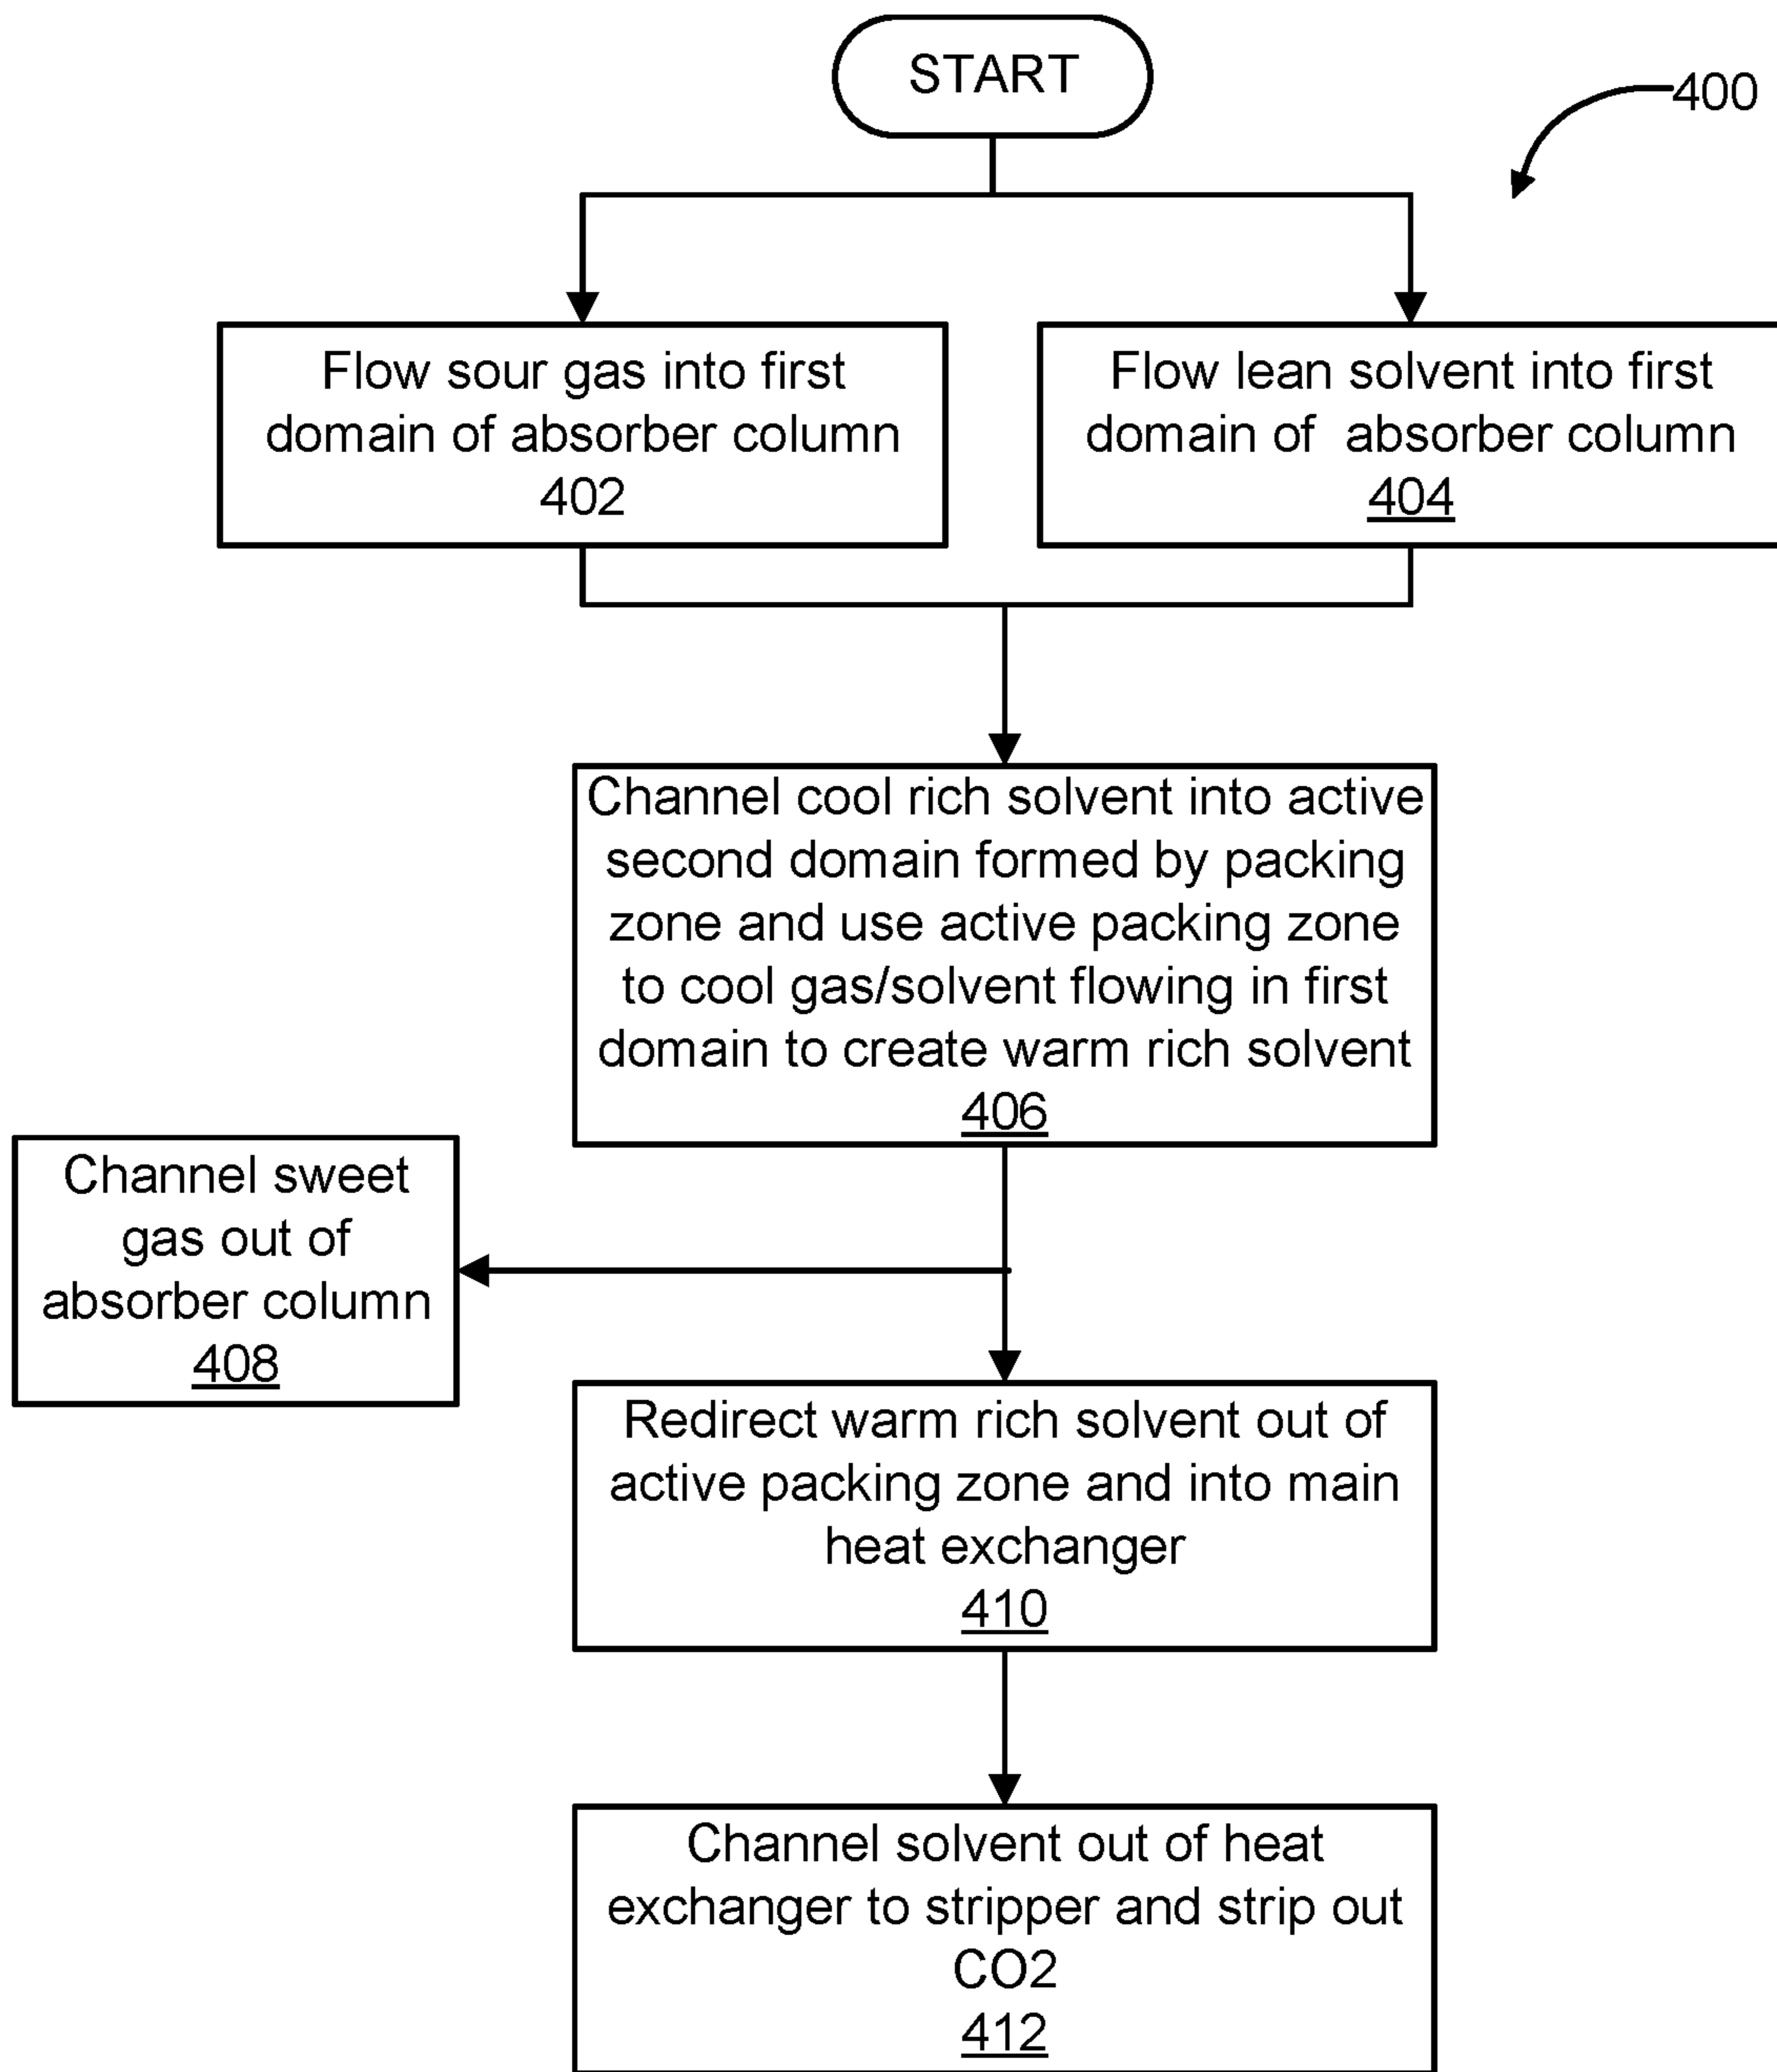 START
400
Flow sour gas into first
domain of absorber column
402
Flow lean solvent into first
domain of absorber column
404
Channel cool rich solvent into active
second domain formed by packing
zone and use active packing zone
to cool gas/solvent flowing in first
domain to create warm rich solvent
406
Channel sweet
gas out of
absorber column
408
Redirect warm rich solvent out of
active packing zone and into main
heat exchanger
410
Channel solvent out of heat
exchanger to stripper and strip out
CO2
412